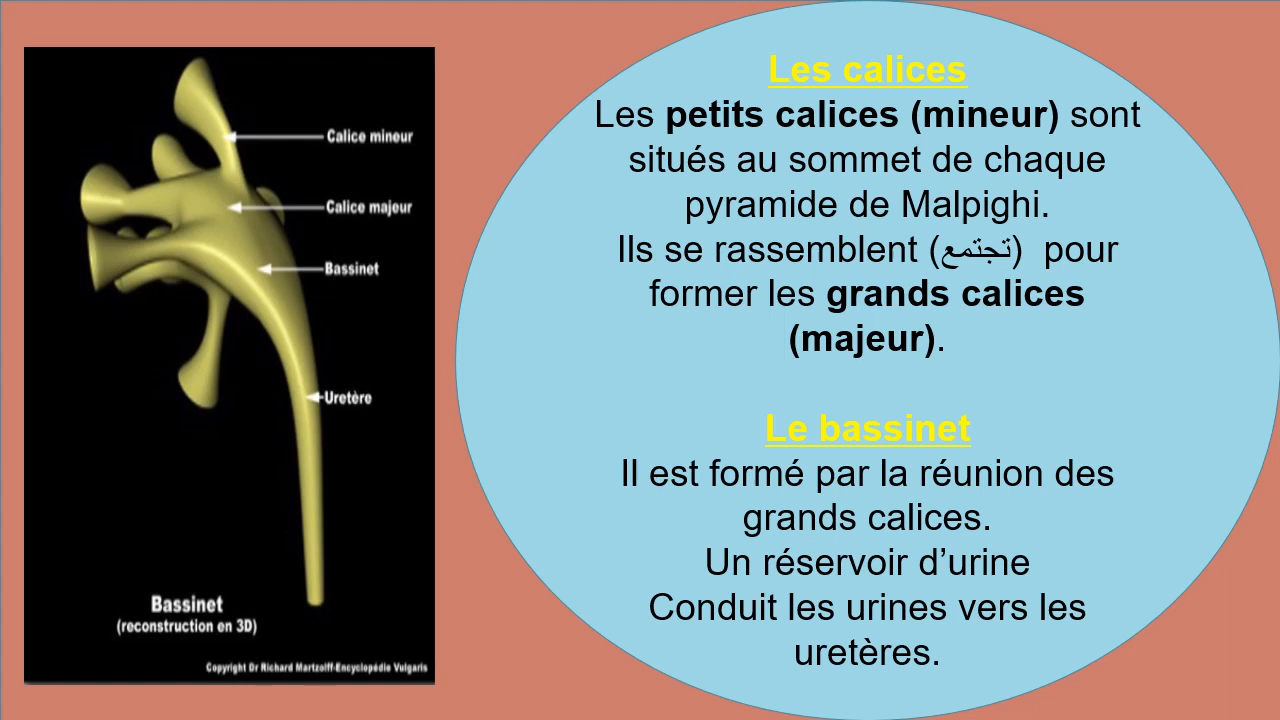 Calice mineur
Calice majeur
Bassinet
Uretère
Bassinet
(reconstruction en 3D)
Copyright Dr Richard Martzolff-Encyclopédie Vulgaris
Les calices
Les petits calices (mineur) sont
situés au sommet de chaque
pyramide de Malpighi.
Ils se rassemblent (تجتمع) pour
former les grands calices
(majeur).
Le bassinet
Il est formé par la réunion des
grands calices.
Un réservoir d’urine
Conduit les urines vers les
uretères.